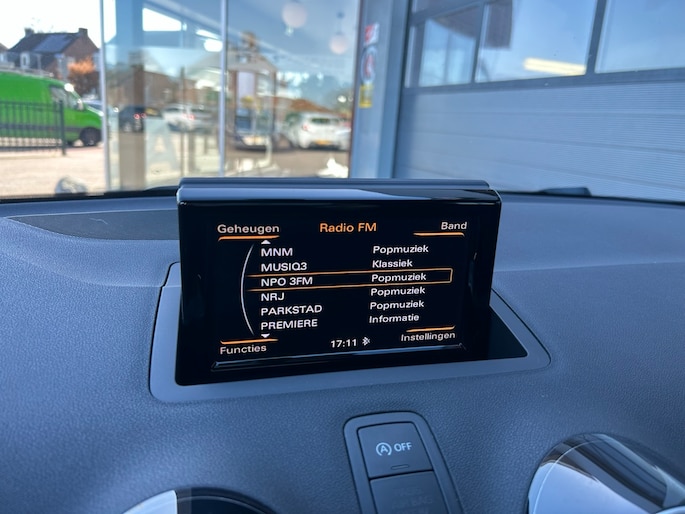 Geheugen Radio FM Band
MNM Popmuziek
MUSIQ3 Klassiek
NPO 3FM Popmuziek
NRJ Popmuziek
PARKSTAD Popmuziek
PREMIERE Informatie
Functies 17:11 Instellingen
A OFF